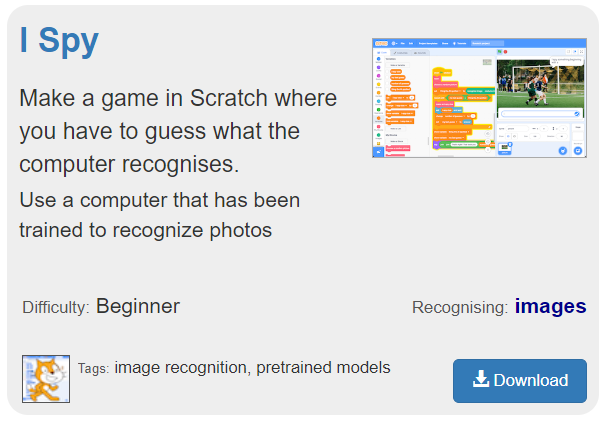 I Spy
Make a game in Scratch where
you have to guess what the
computer recognises.
Use a computer that has been
trained to recognize photos
Difficulty: Beginner
Recognising: images
Tags: image recognition, pretrained models
Download